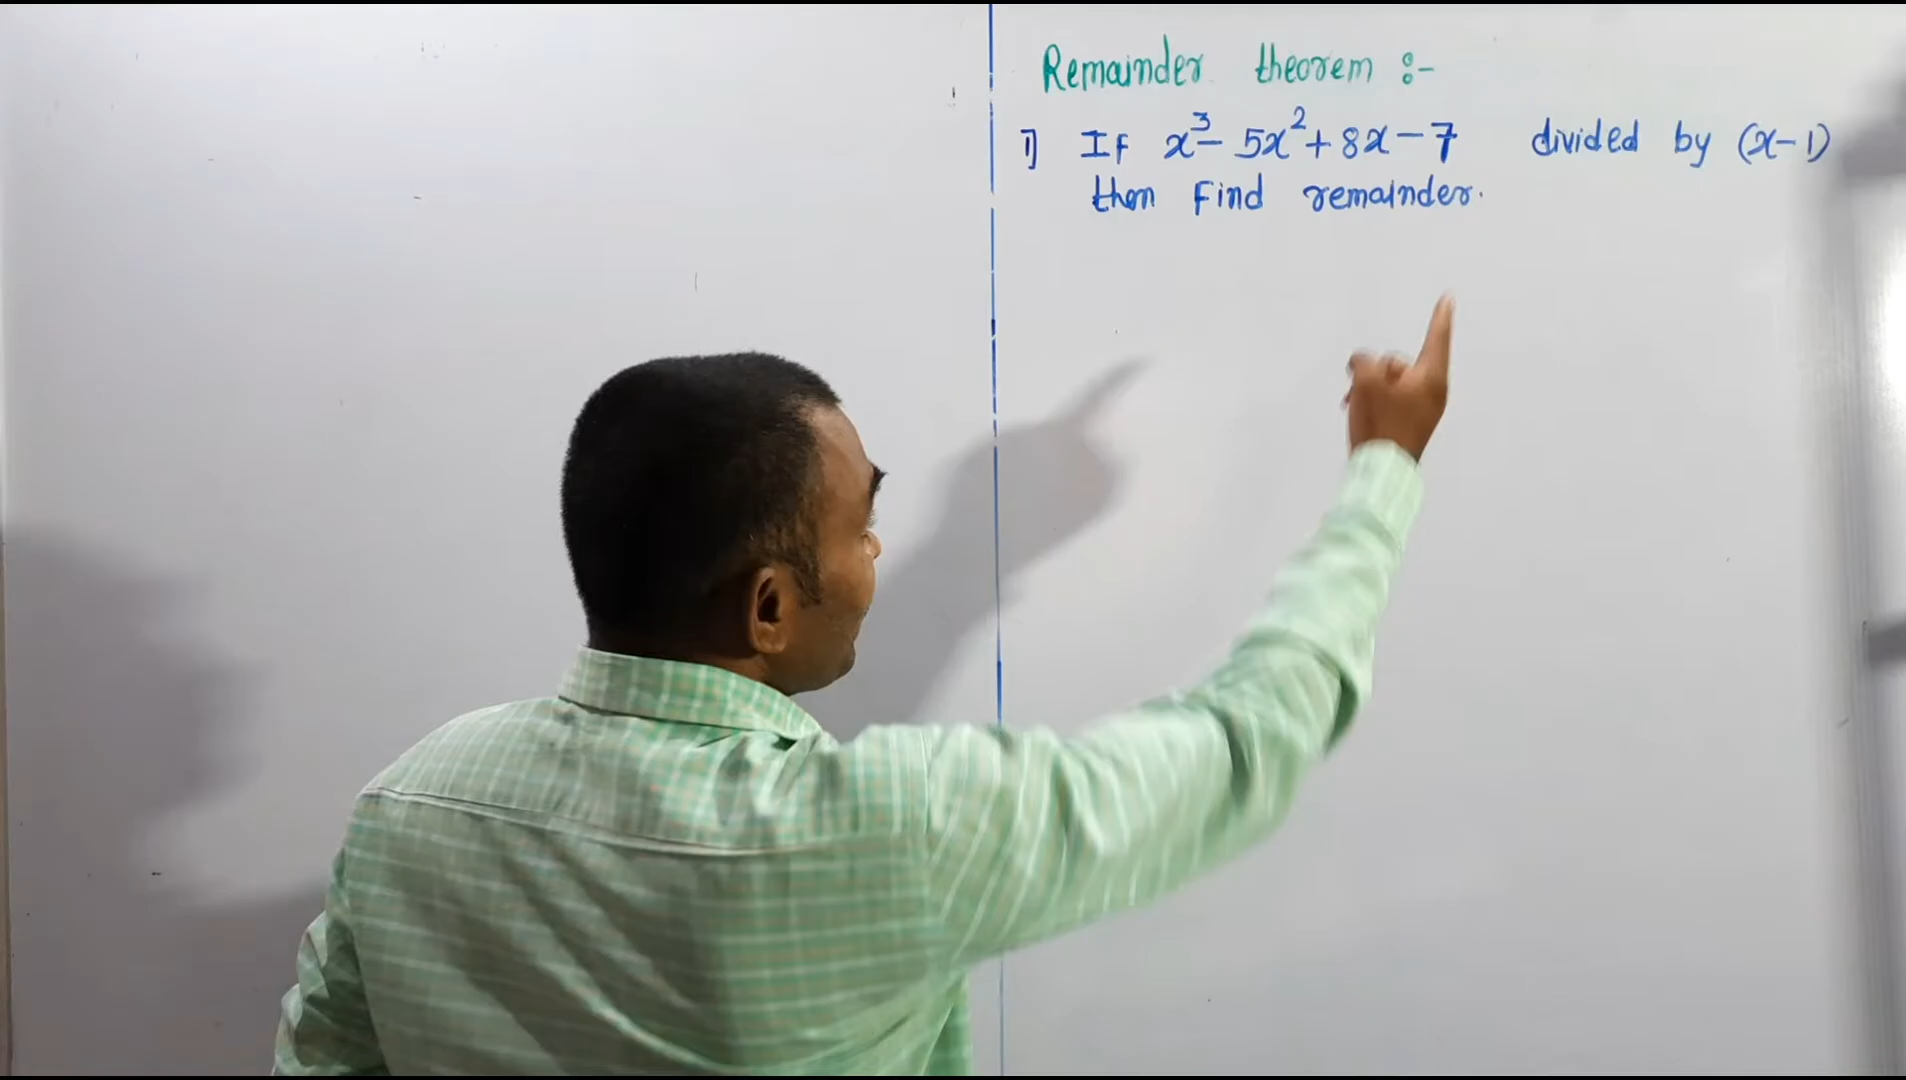 Remainder theorem :-
1] If x³ - 5x² + 8x - 7 divided by (x-1)
then Find remainder.